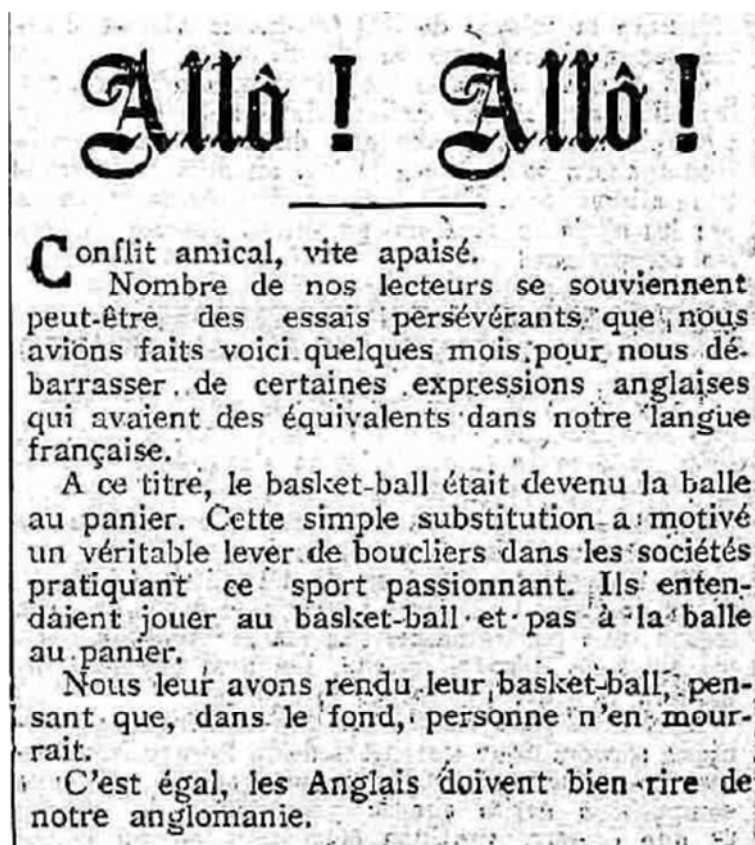 Allô ! Allô !
Conflit amical, vite apaisé.
Nombre de nos lecteurs se souviennent
peut-être des essais persévérants que nous
avions faits voici quelques mois pour nous dé-
barrasser de certaines expressions anglaises
qui avaient des équivalents dans notre langue
française.
A ce titre, le basket-ball était devenu la balle
au panier. Cette simple substitution a motivé
un véritable lever de boucliers dans les sociétés
pratiquant ce sport passionnant. Ils enten-
daient jouer au basket-ball et pas à la balle
au panier.
Nous leur avons rendu leur basket-ball, pen-
sant que, dans le fond, personne n'en mour-
rait.
C'est égal, les Anglais doivent bien rire de
notre anglomanie.